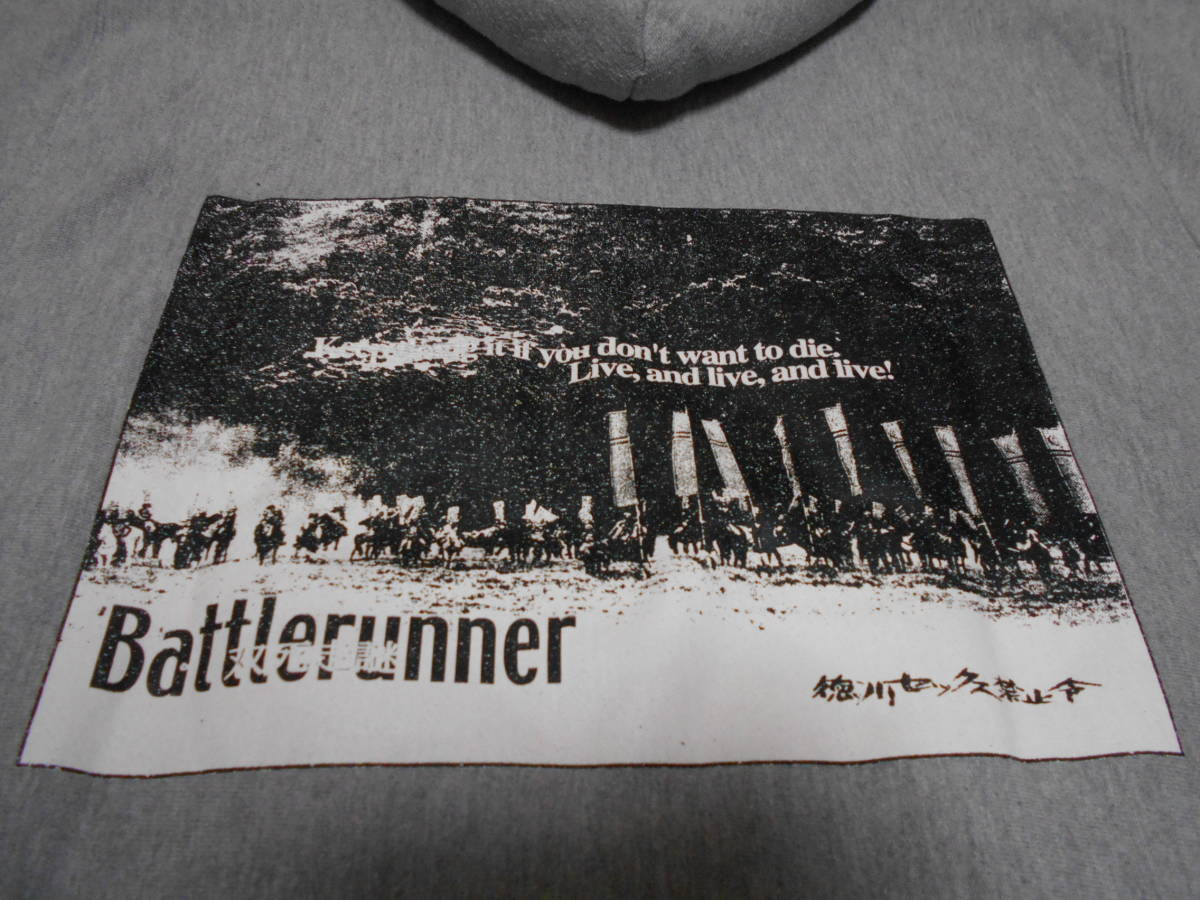 it if you don't want to die.
Live, and live, and live!
'Battlerunner
徳川セックス禁止令